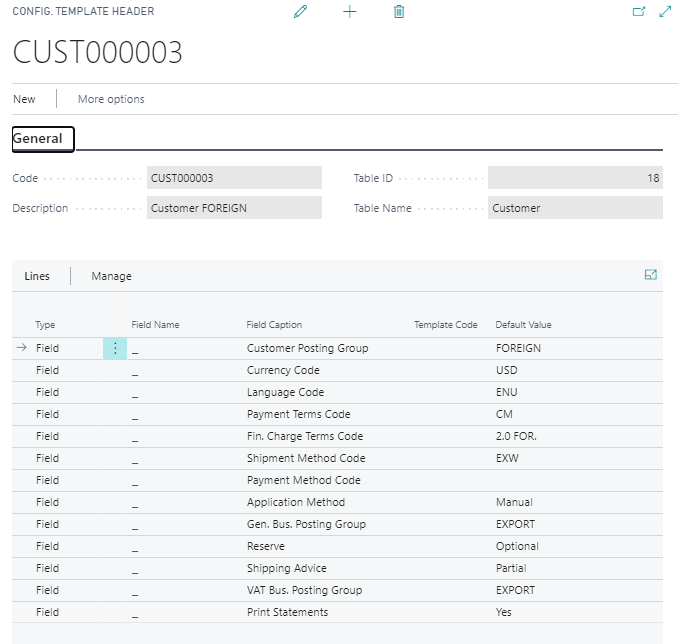 CONFIG. TEMPLATE HEADER
CUST000003
New More options
General
Code CUST000003 Table ID 18
Description Customer FOREIGN Table Name Customer
Lines Manage
Type Field Name Field Caption Template Code Default Value
Field _ Customer Posting Group FOREIGN
Field _ Currency Code USD
Field _ Language Code ENU
Field _ Payment Terms Code CM
Field _ Fin. Charge Terms Code 2.0 FOR.
Field _ Shipment Method Code EXW
Field _ Payment Method Code
Field _ Application Method Manual
Field _ Gen. Bus. Posting Group EXPORT
Field _ Reserve Optional
Field _ Shipping Advice Partial
Field _ VAT Bus. Posting Group EXPORT
Field _ Print Statements Yes